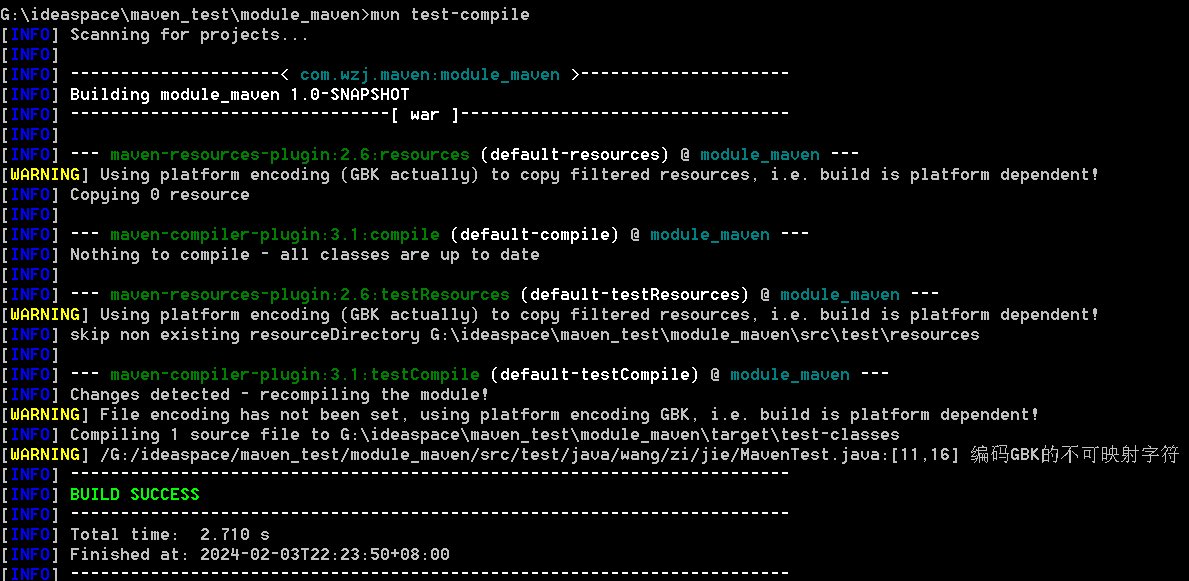 G:\ideaspace\maven_test\module_maven>mvn test-compile
[INFO] Scanning for projects...
[INFO]
[INFO] ---------------------< com.wzj.maven:module_maven >---------------------
[INFO] Building module_maven 1.0-SNAPSHOT
[INFO] --------------------------------[ war ]---------------------------------
[INFO]
[INFO] --- maven-resources-plugin:2.6:resources (default-resources) @ module_maven ---
[WARNING] Using platform encoding (GBK actually) to copy filtered resources, i.e. build is platform dependent!
[INFO] Copying 0 resource
[INFO]
[INFO] --- maven-compiler-plugin:3.1:compile (default-compile) @ module_maven ---
[INFO] Nothing to compile - all classes are up to date
[INFO]
[INFO] --- maven-resources-plugin:2.6:testResources (default-testResources) @ module_maven ---
[WARNING] Using platform encoding (GBK actually) to copy filtered resources, i.e. build is platform dependent!
[INFO] skip non existing resourceDirectory G:\ideaspace\maven_test\module_maven\src\test\resources
[INFO]
[INFO] --- maven-compiler-plugin:3.1:testCompile (default-testCompile) @ module_maven ---
[INFO] Changes detected - recompiling the module!
[WARNING] File encoding has not been set, using platform encoding GBK, i.e. build is platform dependent!
[INFO] Compiling 1 source file to G:\ideaspace\maven_test\module_maven\target\test-classes
[WARNING] /G:/ideaspace/maven_test/module_maven/src/test/java/wang/zi/jie/MavenTest.java:[11,16] 编码GBK的不可映射字符
[INFO] ------------------------------------------------------------------------
[INFO] BUILD SUCCESS
[INFO] ------------------------------------------------------------------------
[INFO] Total time:  2.710 s
[INFO] Finished at: 2024-02-03T22:23:50+08:00
[INFO] ------------------------------------------------------------------------